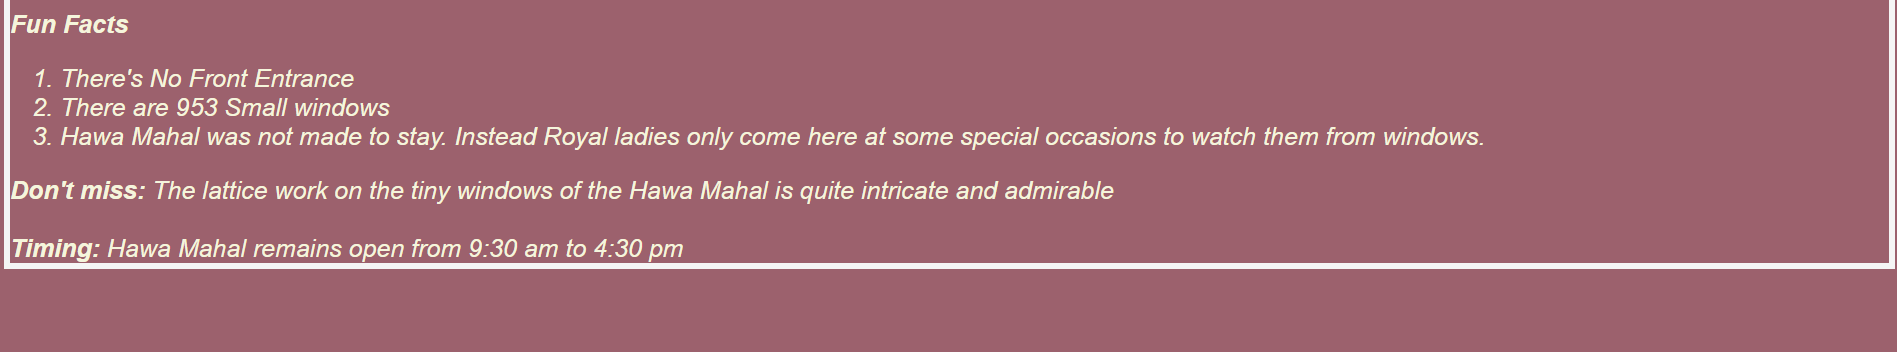 Fun Facts
1. There's No Front Entrance
2. There are 953 Small windows
3. Hawa Mahal was not made to stay. Instead Royal ladies only come here at some special occasions to watch them from windows.
Don't miss: The lattice work on the tiny windows of the Hawa Mahal is quite intricate and admirable
Timing: Hawa Mahal remains open from 9:30 am to 4:30 pm